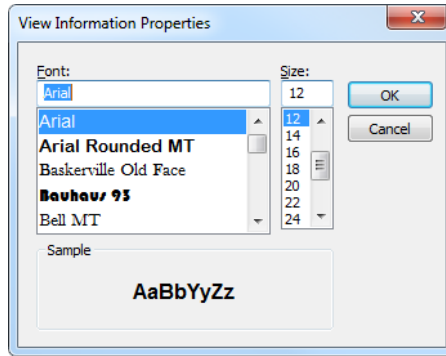 View Information Properties
Font:
Size:
Arial
12
OK
Cancel
Arial
Arial Rounded MT
Baskerville Old Face
Bauhaus 93
Bell MT
12
14
16
18
20
22
24
Sample
AaBbYyZz